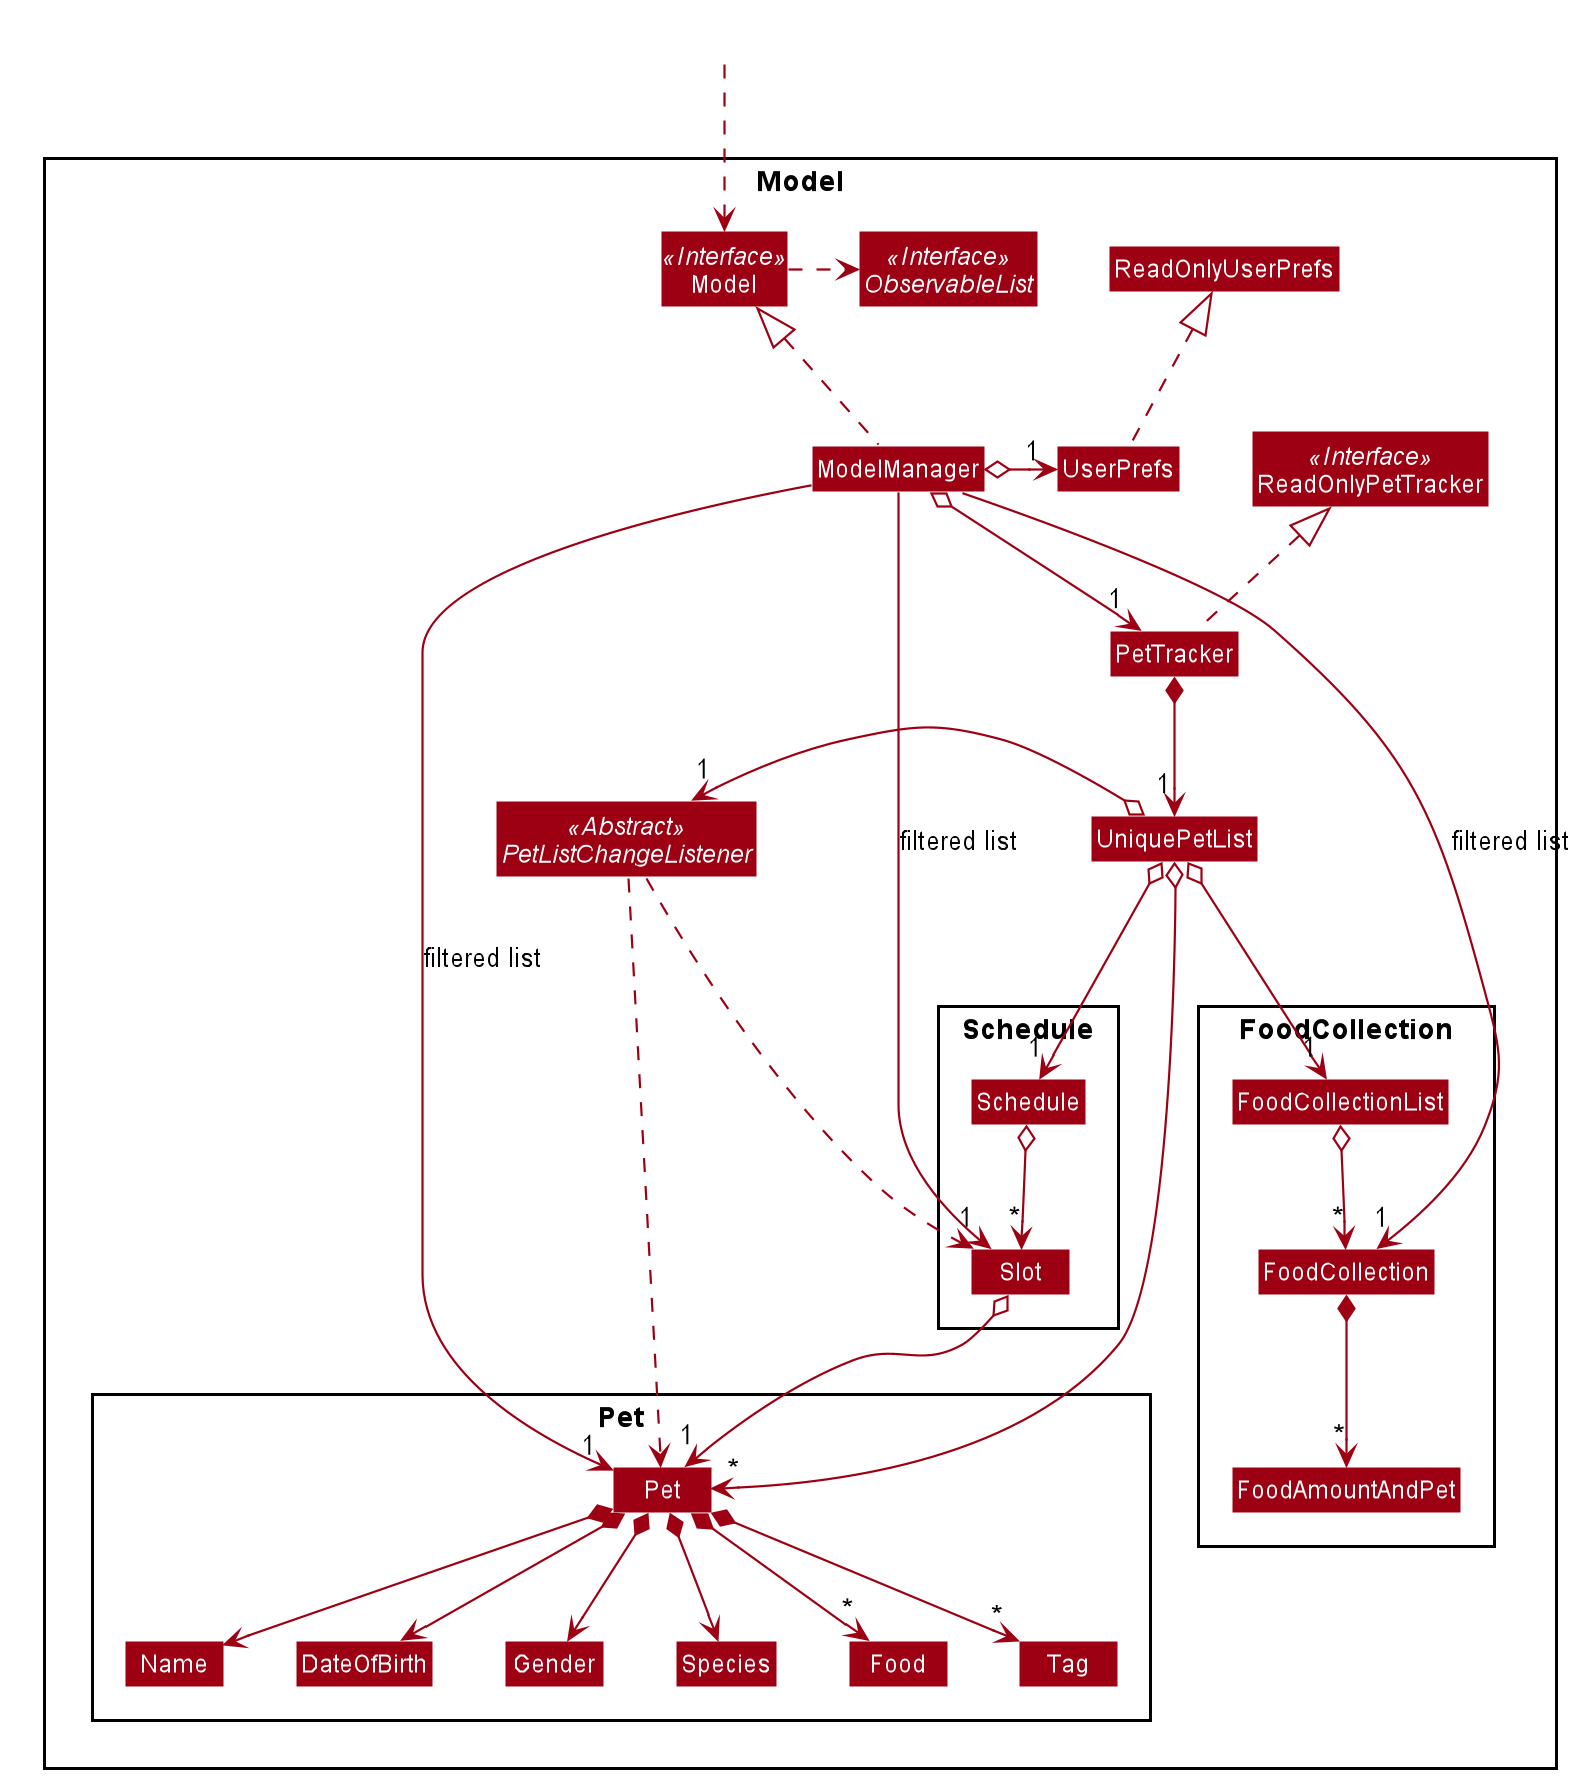 Model
«Interface»
Model
«Interface»
ObservableList
ReadOnlyUserPrefs
ModelManager
1
UserPrefs
«Interface»
ReadOnlyPetTracker
1
PetTracker
1
1
«Abstract»
PetListChangeListener
UniquePetList
filtered list
filtered list
filtered list
Schedule
FoodCollection
1
1
Schedule
FoodCollectionList
1
*
*
1
Slot
FoodCollection
Pet
1
1
*
*
Pet
FoodAmountAndPet
*
*
Name
DateOfBirth
Gender
Species
Food
Tag